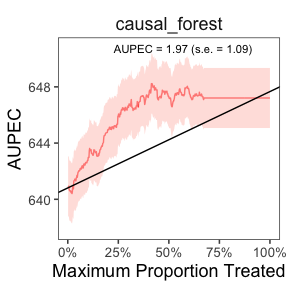 causal_forest
AUPEC = 1.97 (s.e. = 1.09)
AUPEC
648
644
640
0% 25% 50% 75% 100%
Maximum Proportion Treated